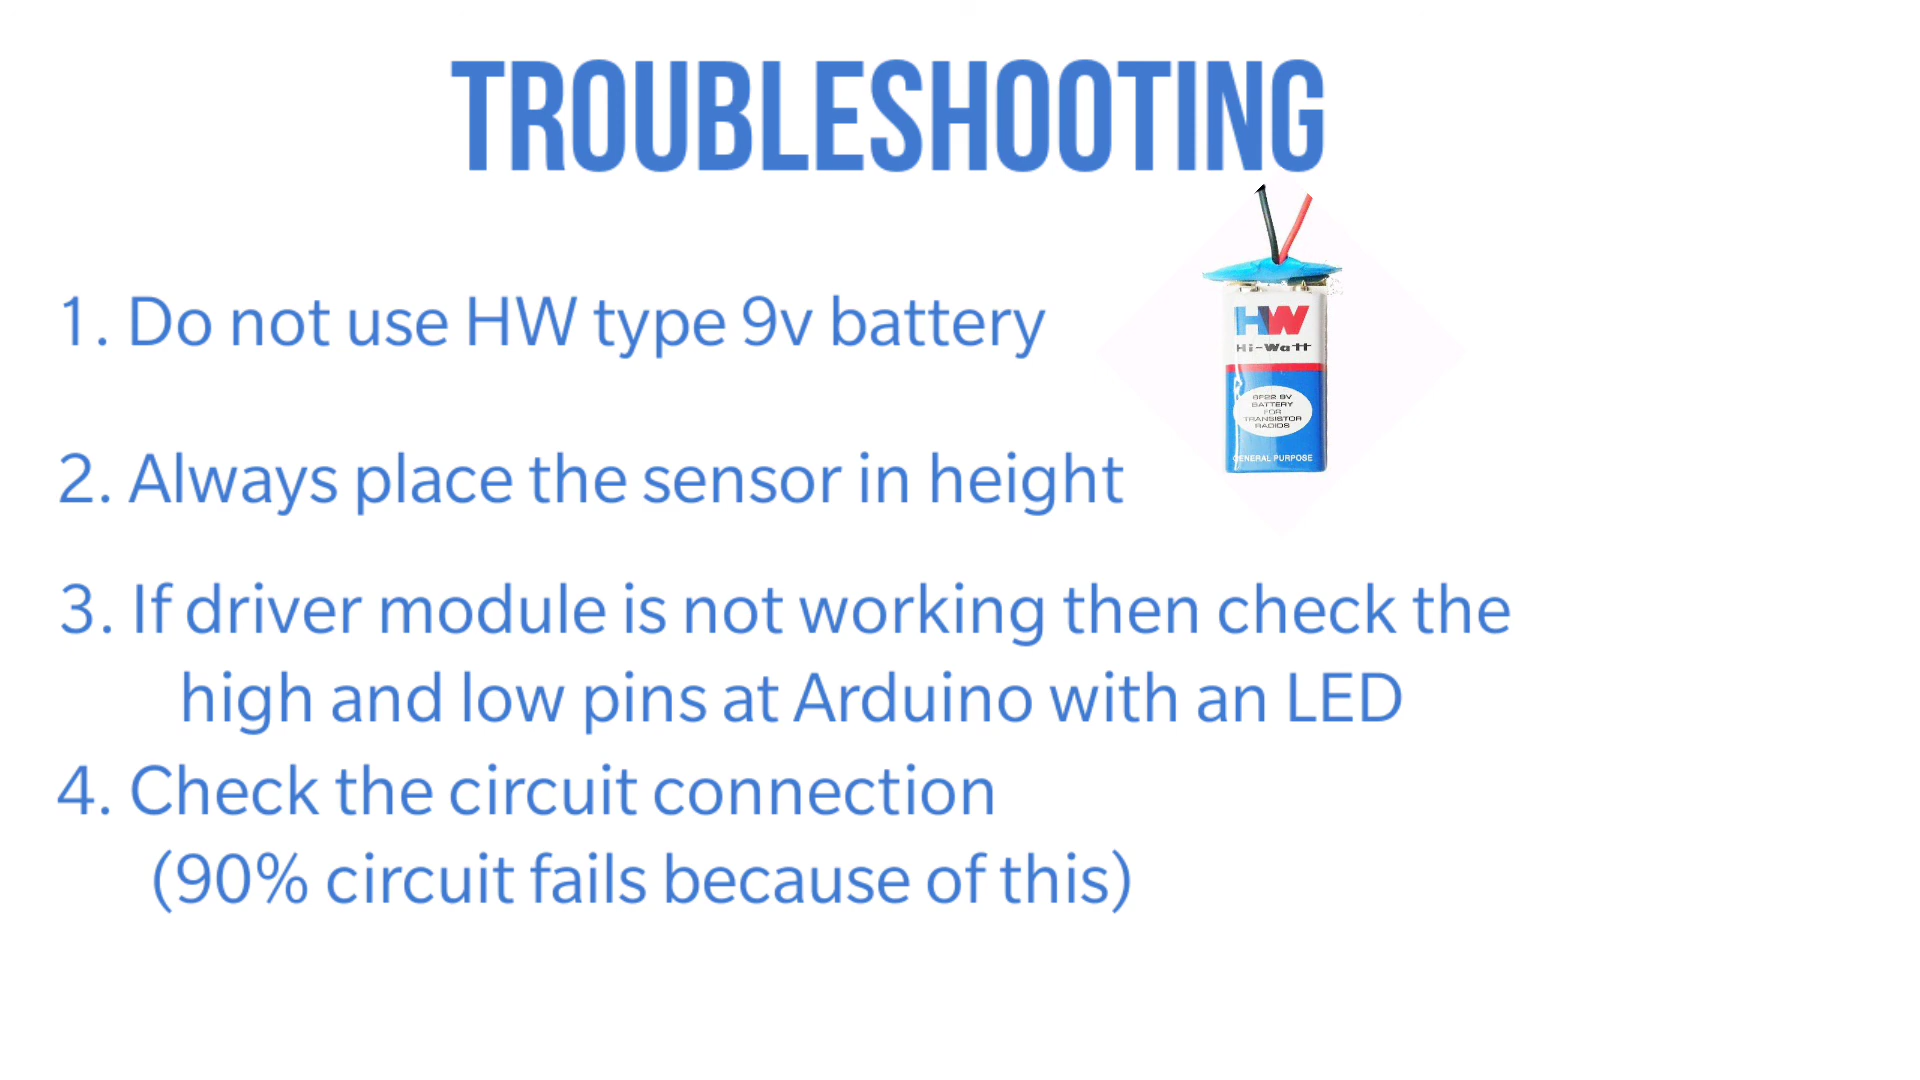 TROUBLESHOOTING
1. Do not use HW type 9v battery
HW
Hi-Watt
6F22 9V
BATTERY
FOR
TRANSISTOR
RADIOS
GENERAL PURPOSE
2. Always place the sensor in height
3. If driver module is not working then check the
high and low pins at Arduino with an LED
4. Check the circuit connection
(90% circuit fails because of this)